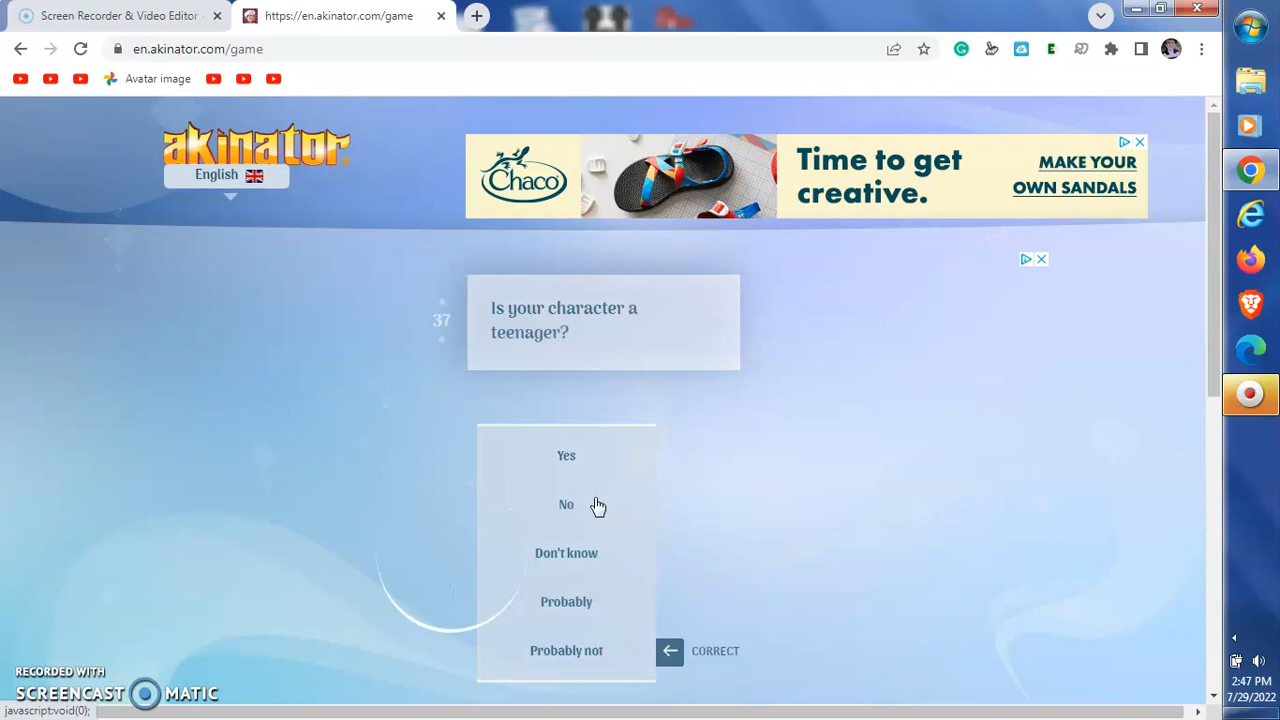 Screen Recorder & Video Editor -
https://en.akinator.com/game
en.akinator.com/game
Avatar image
akinator
English
Chaco
Time to get
creative.
MAKE YOUR
OWN SANDALS
37
Is your character a
teenager?
Yes
No
Don't know
Probably
Probably not
CORRECT
RECORDED WITH
SCREENCAST MATIC
javascript:void(0);
2:47 PM
7/29/2022